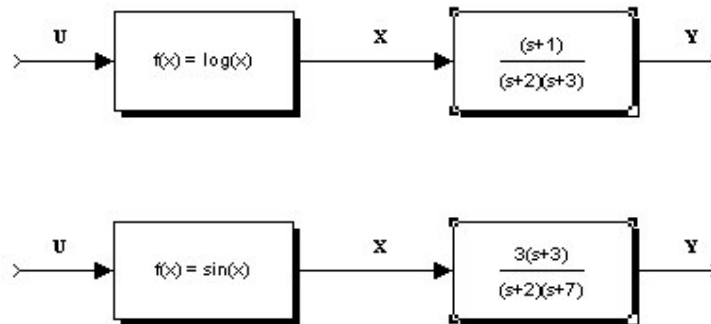 U
f(x) = log(x)
X
(s+1)
(s+2)(s+3)
Y
U
f(x) = sin(x)
X
3(s+3)
(s+2)(s+7)
Y